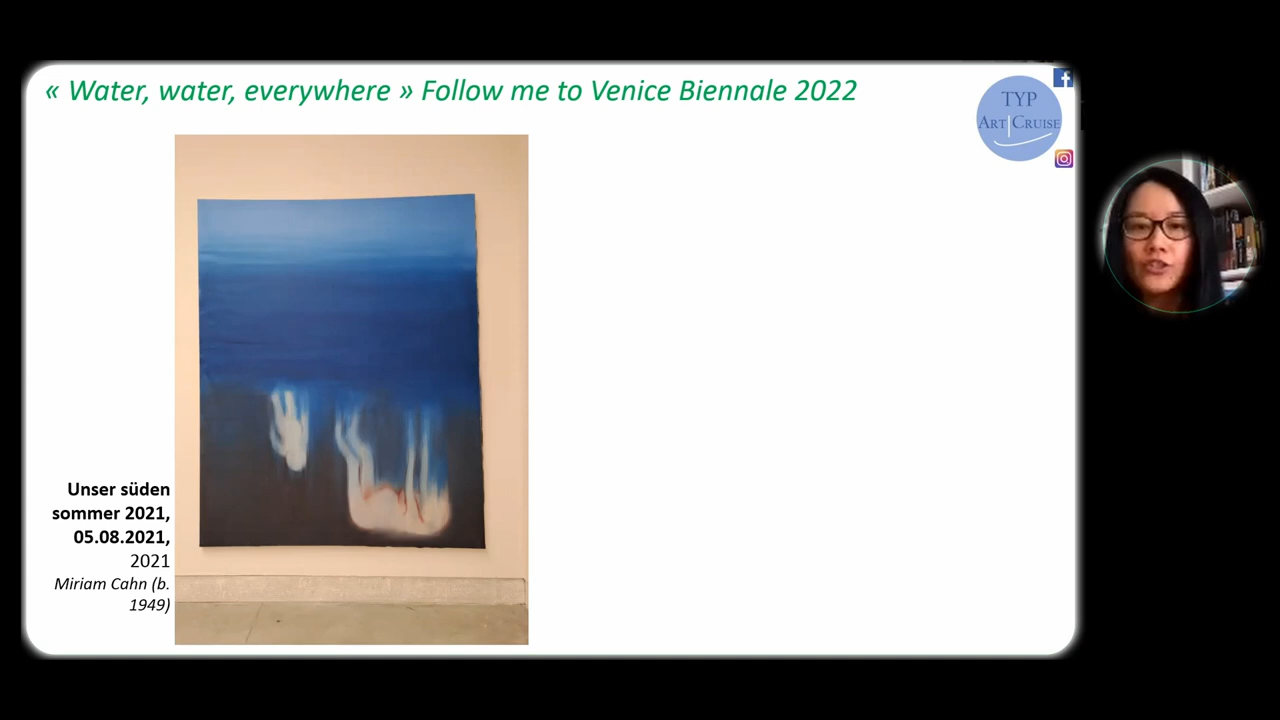 « Water, water, everywhere » Follow me to Venice Biennale 2022
TYP
ART CRUISE
Unser süden
sommer 2021,
05.08.2021,
2021
Miriam Cahn (b.
1949)